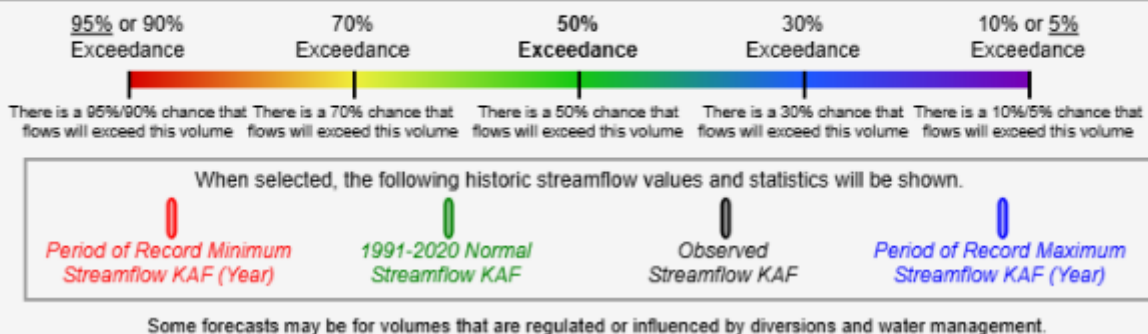 95% or 90% 70% 50% 30% 10% or 5%
Exceedance Exceedance Exceedance Exceedance Exceedance
There is a 95%/90% chance that There is a 70% chance that There is a 50% chance that There is a 30% chance that There is a 10%/5% chance that
flows will exceed this volume flows will exceed this volume flows will exceed this volume flows will exceed this volume flows will exceed this volume
When selected, the following historic streamflow values and statistics will be shown.
Period of Record Minimum 1991-2020 Normal Observed Period of Record Maximum
Streamflow KAF (Year) Streamflow KAF Streamflow KAF Streamflow KAF (Year)
Some forecasts may be for volumes that are regulated or influenced by diversions and water management.